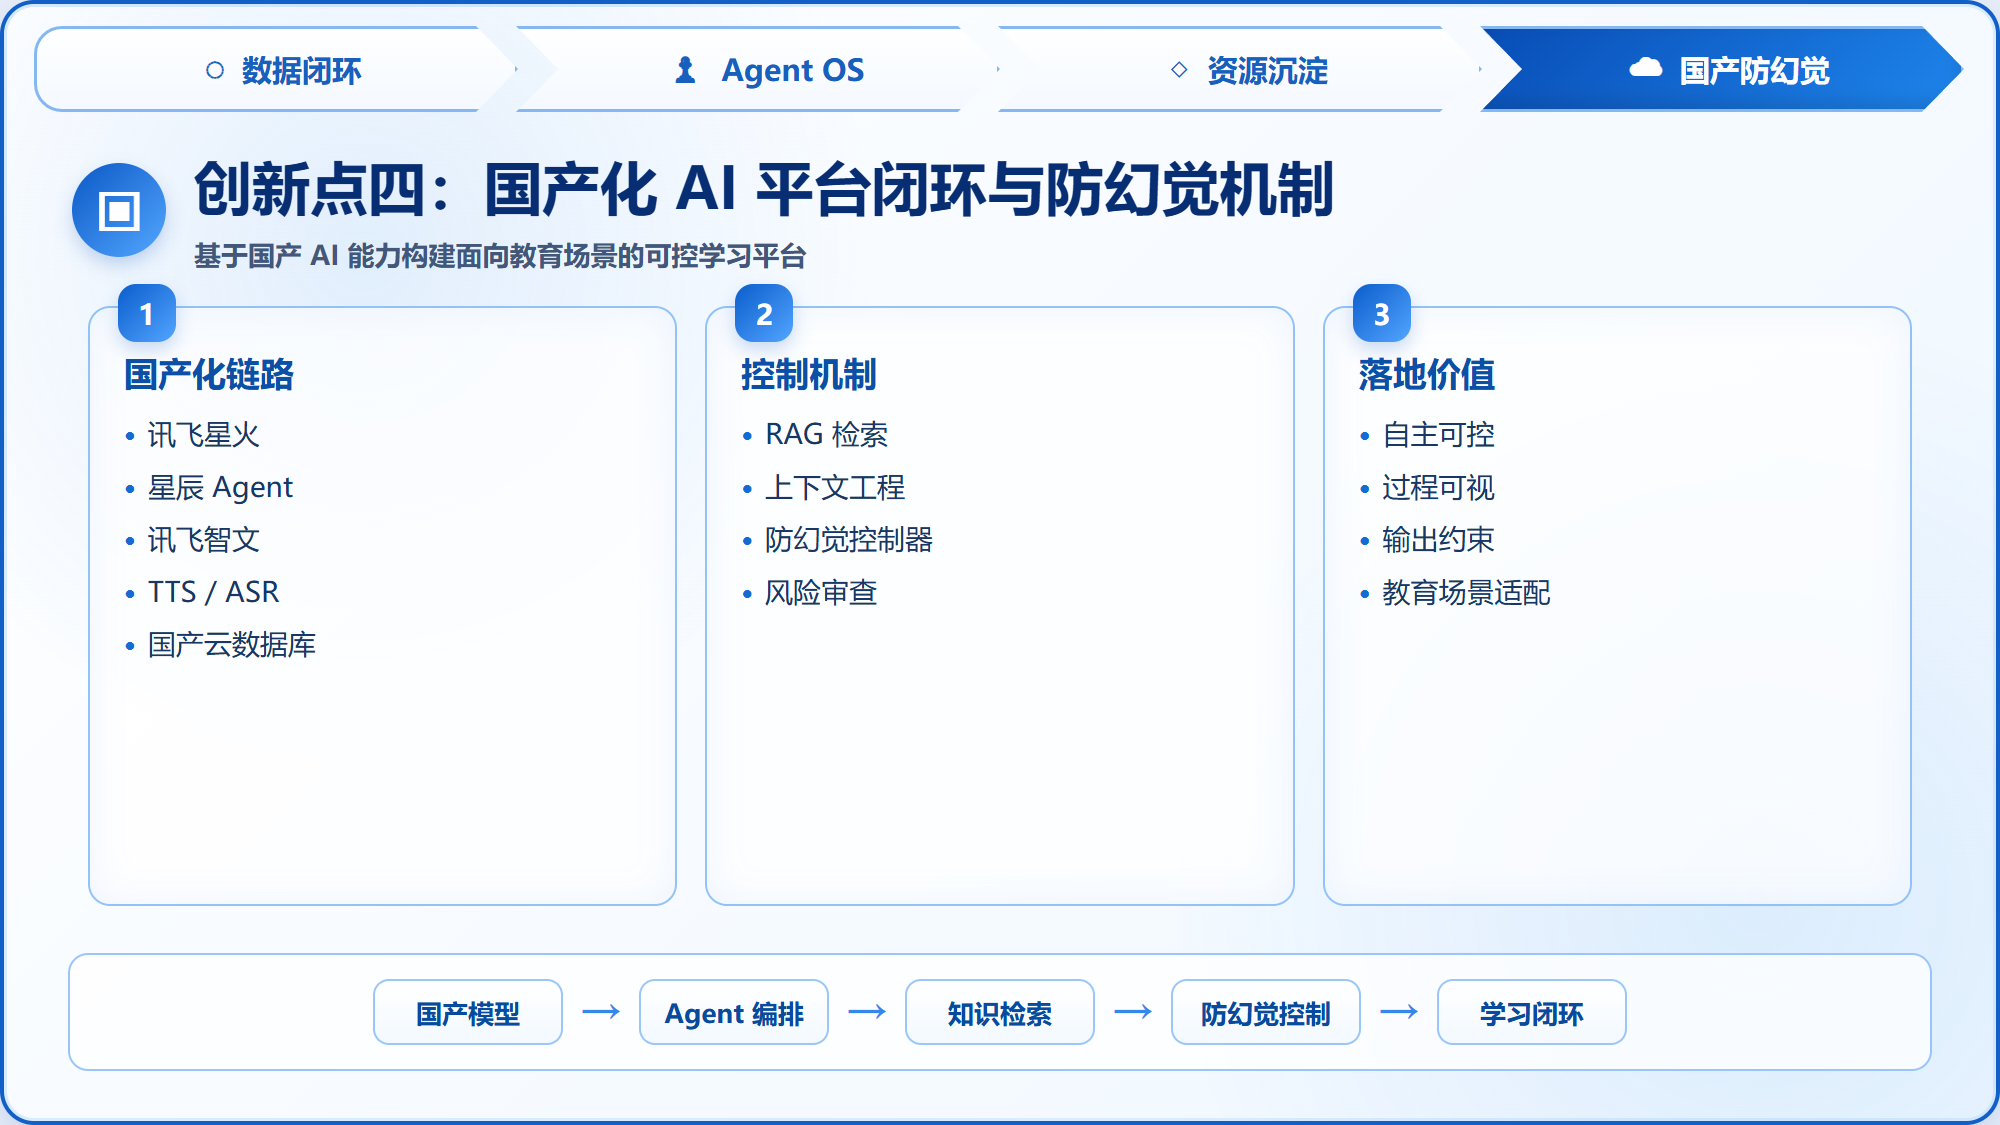 数据闭环
Agent OS
资源沉淀
国产防幻觉
创新点四：国产化 AI 平台闭环与防幻觉机制
基于国产 AI 能力构建面向教育场景的可控学习平台
1
国产化链路
• 讯飞星火
• 星辰 Agent
• 讯飞智文
• TTS / ASR
• 国产云数据库
2
控制机制
• RAG 检索
• 上下文工程
• 防幻觉控制器
• 风险审查
3
落地价值
• 自主可控
• 过程可视
• 输出约束
• 教育场景适配
国产模型 → Agent 编排 → 知识检索 → 防幻觉控制 → 学习闭环